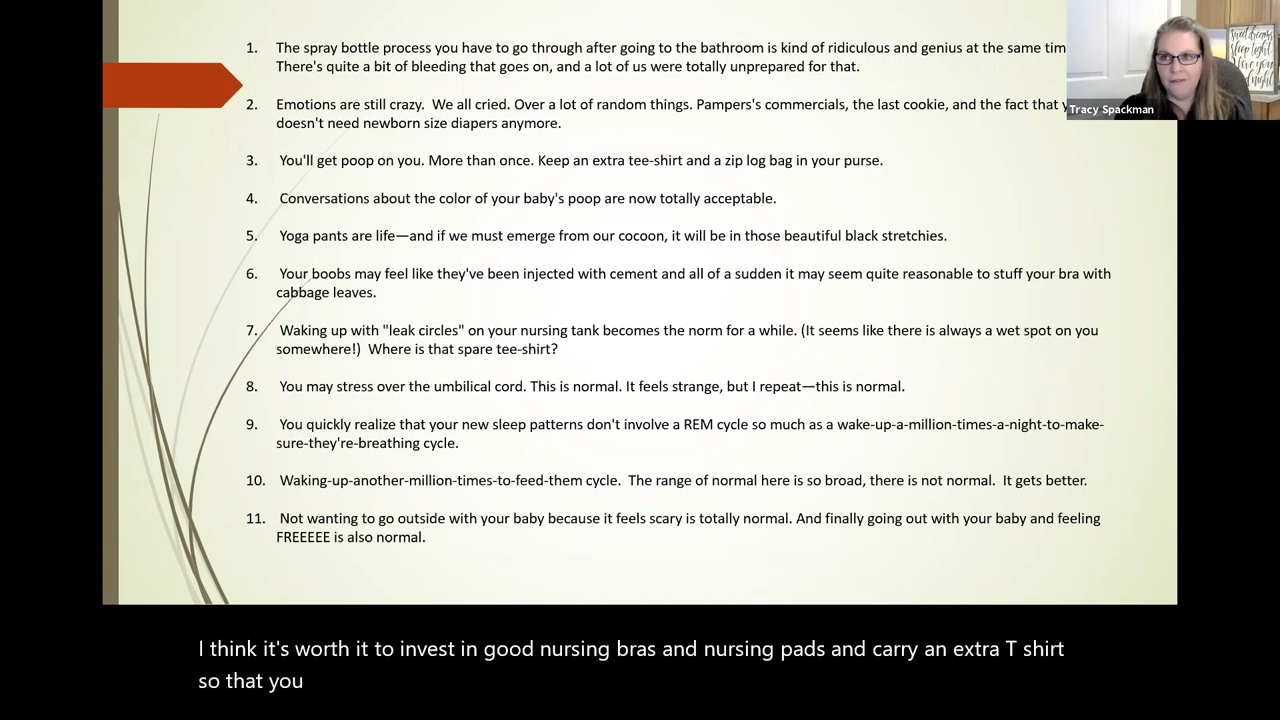 1. The spray bottle process you have to go through after going to the bathroom is kind of ridiculous and genius at the same tim
There's quite a bit of bleeding that goes on, and a lot of us were totally unprepared for that.
2. Emotions are still crazy.  We all cried. Over a lot of random things. Pampers's commercials, the last cookie, and the fact that y
doesn't need newborn size diapers anymore.
3. You'll get poop on you. More than once. Keep an extra tee-shirt and a zip log bag in your purse.
4. Conversations about the color of your baby's poop are now totally acceptable.
5. Yoga pants are life—and if we must emerge from our cocoon, it will be in those beautiful black stretchies.
6. Your boobs may feel like they've been injected with cement and all of a sudden it may seem quite reasonable to stuff your bra with
cabbage leaves.
7. Waking up with "leak circles" on your nursing tank becomes the norm for a while. (It seems like there is always a wet spot on you
somewhere!)  Where is that spare tee-shirt?
8. You may stress over the umbilical cord. This is normal. It feels strange, but I repeat—this is normal.
9. You quickly realize that your new sleep patterns don't involve a REM cycle so much as a wake-up-a-million-times-a-night-to-make-
sure-they're-breathing cycle.
10. Waking-up-another-million-times-to-feed-them cycle.  The range of normal here is so broad, there is not normal.  It gets better.
11. Not wanting to go outside with your baby because it feels scary is totally normal. And finally going out with your baby and feeling
FREEEEE is also normal.
Tracy Spackman
sweet dreams
sleep tight
I love you
good night
I think it's worth it to invest in good nursing bras and nursing pads and carry an extra T shirt
so that you